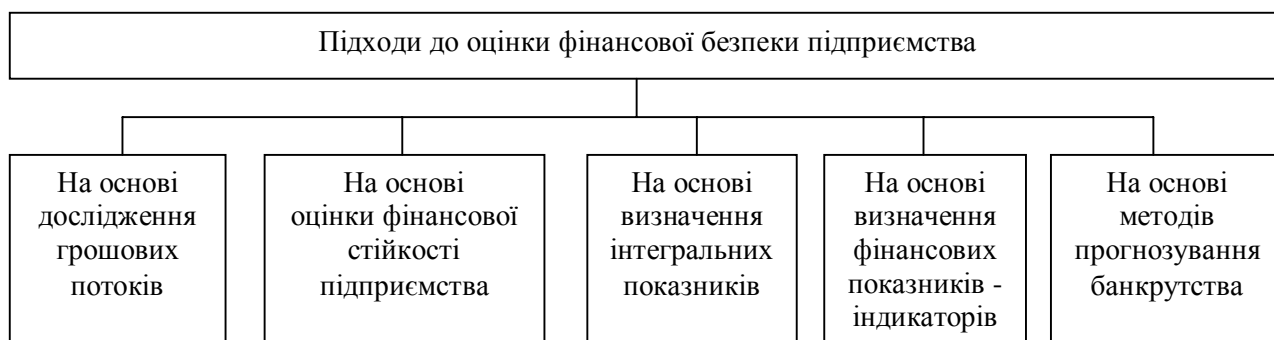 Підходи до оцінки фінансової безпеки підприємства
На основі
дослідження
грошових
потоків
На основі
оцінки фінансової
стійкості
підприємства
На основі
визначення
інтегральних
показників
На основі
визначення
фінансових
показників -
індикаторів
На основі
методів
прогнозування
банкрутства